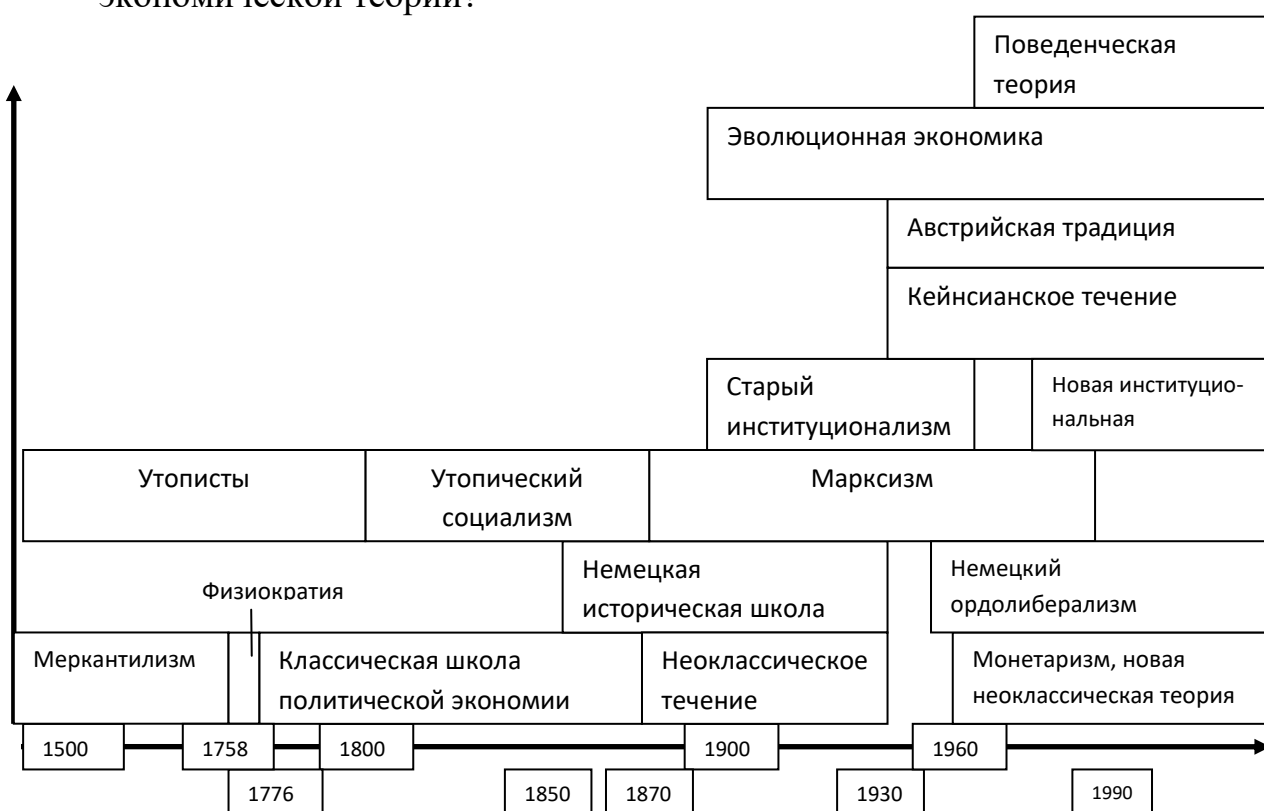 экономической теории?
Поведенческая
теория
Эволюционная экономика
Австрийская традиция
Кейнсианское течение
Старый
институционализм
Новая институцио-
нальная
Утописты
Утопический
социализм
Марксизм
Физиократия
Немецкая
историческая школа
Немецкий
ордолиберализм
Меркантилизм
Классическая школа
политической экономии
Неоклассическое
течение
Монетаризм, новая
неоклассическая теория
1500
1758
1800
1900
1960
1776
1850
1870
1930
1990